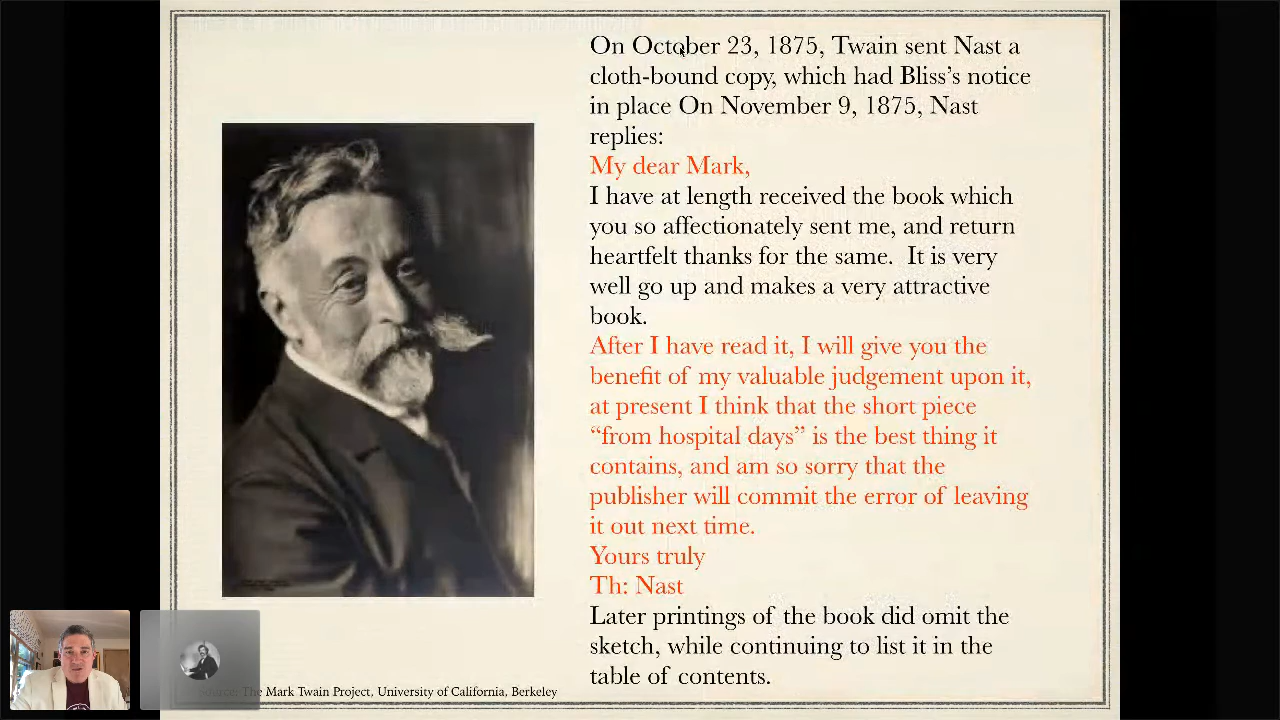 On October 23, 1875, Twain sent Nast a
cloth-bound copy, which had Bliss’s notice
in place On November 9, 1875, Nast
replies:
My dear Mark,
I have at length received the book which
you so affectionately sent me, and return
heartfelt thanks for the same.  It is very
well go up and makes a very attractive
book.
After I have read it, I will give you the
benefit of my valuable judgement upon it,
at present I think that the short piece
“from hospital days” is the best thing it
contains, and am so sorry that the
publisher will commit the error of leaving
it out next time.
Yours truly
Th: Nast
Later printings of the book did omit the
sketch, while continuing to list it in the
table of contents.
The Mark Twain Project, University of California, Berkeley